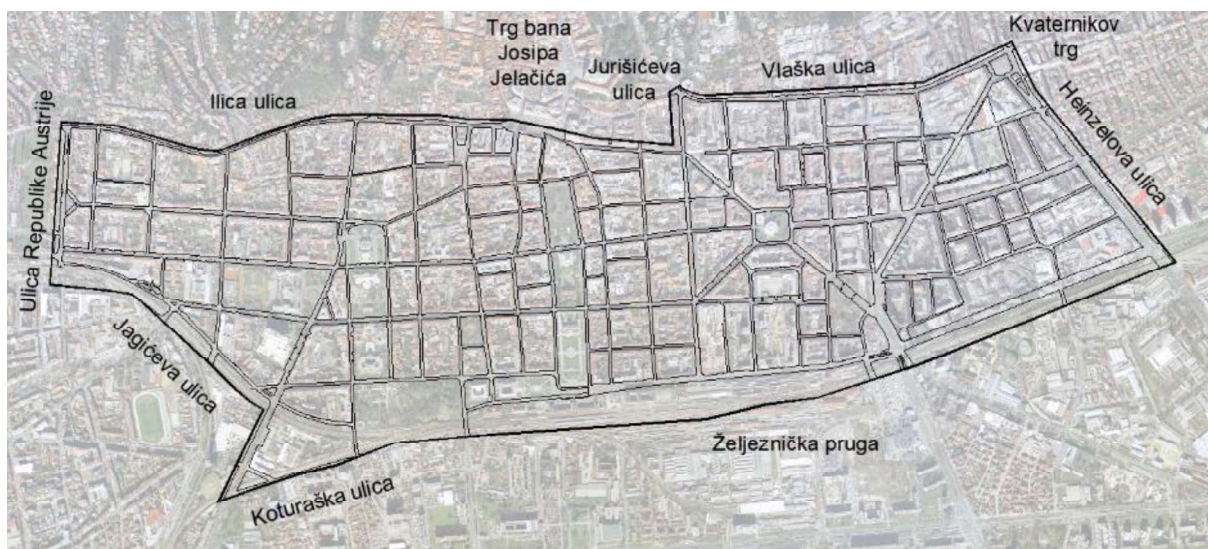 Trg bana
Josipa
Jelačića
Jurišićeva
ulica
Vlaška ulica
Kvaternikov
trg
Ilica ulica
Heinzelova ulica
Ulica Republike Austrije
Jagićeva ulica
Koturaška ulica
Željeznička pruga